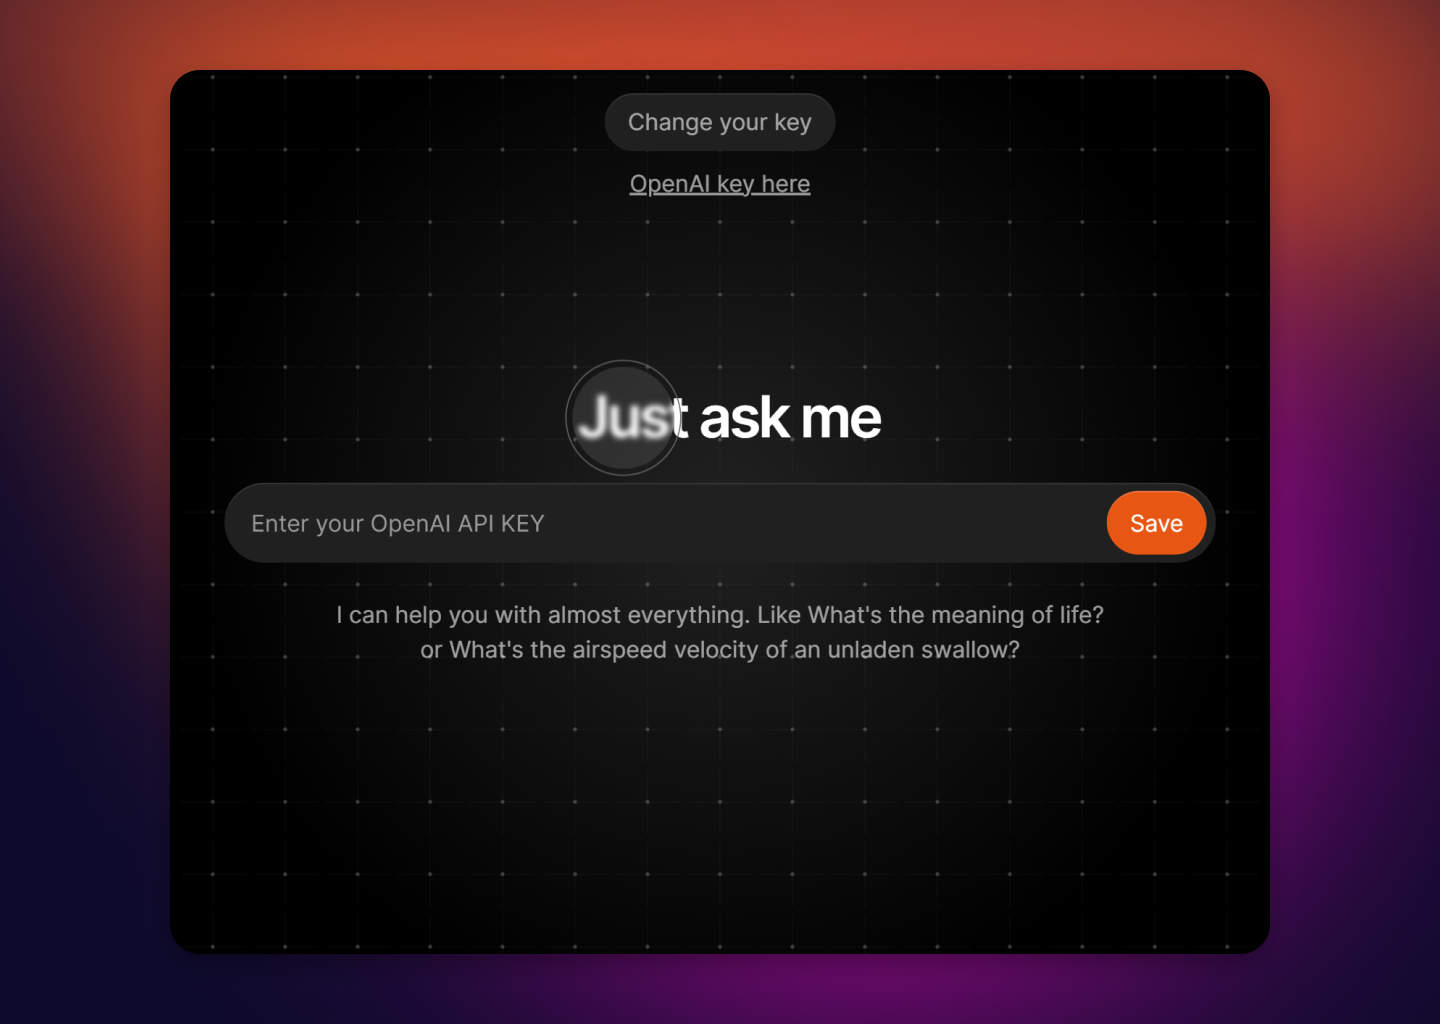 Change your key
OpenAI key here
Just ask me
Enter your OpenAI API KEY
Save
I can help you with almost everything. Like What's the meaning of life?
or What's the airspeed velocity of an unladen swallow?